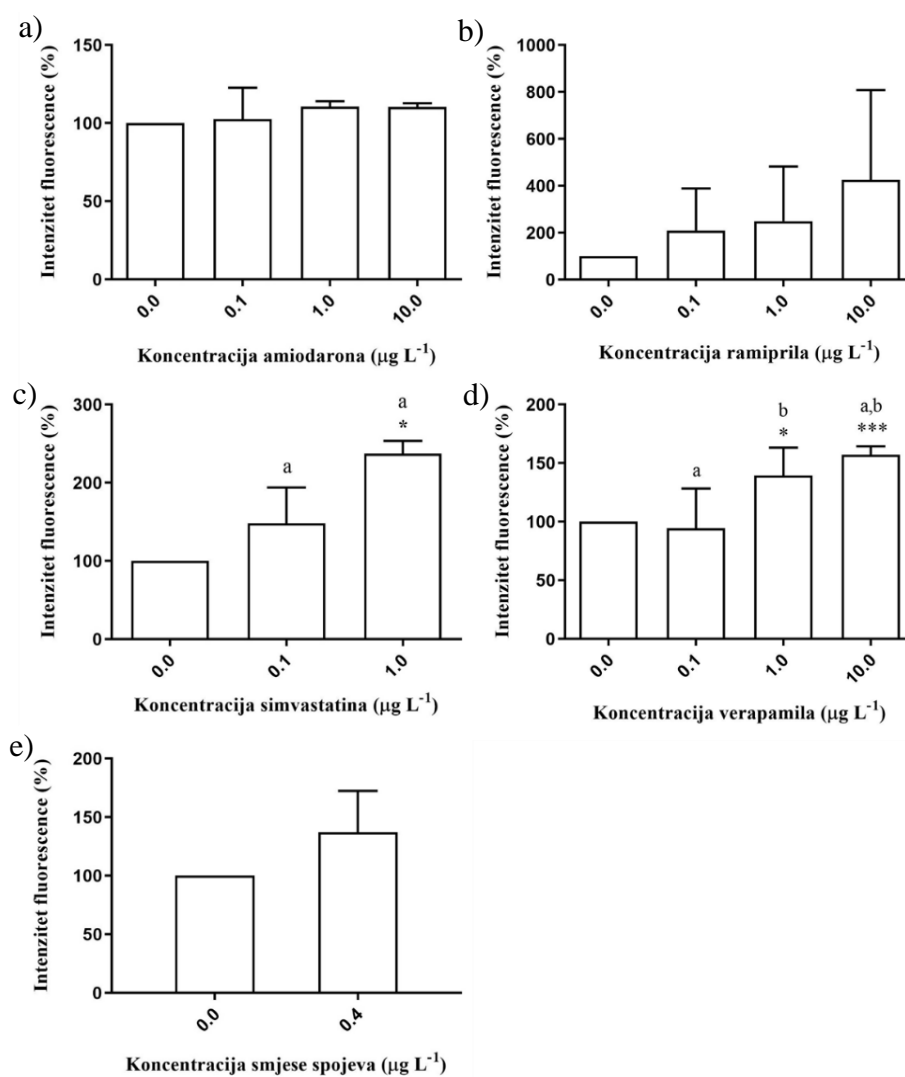 a)
Intenzitet fluorescence (%)
150
100
50
0
0.0 0.1 1.0 10.0
Koncentracija amiodarona (μg L⁻¹)
b)
Intenzitet fluorescence (%)
1000
800
600
400
200
0
0.0 0.1 1.0 10.0
Koncentracija ramiprila (μg L⁻¹)
c)
Intenzitet fluorescence (%)
300
200
100
0
a
a
*
0.0 0.1 1.0
Koncentracija simvastatina (μg L⁻¹)
d)
Intenzitet fluorescence (%)
200
150
100
50
0
a
b
*
a,b
***
0.0 0.1 1.0 10.0
Koncentracija verapamila (μg L⁻¹)
e)
Intenzitet fluorescence (%)
200
150
100
50
0
0.0 0.4
Koncentracija smjese spojeva (μg L⁻¹)